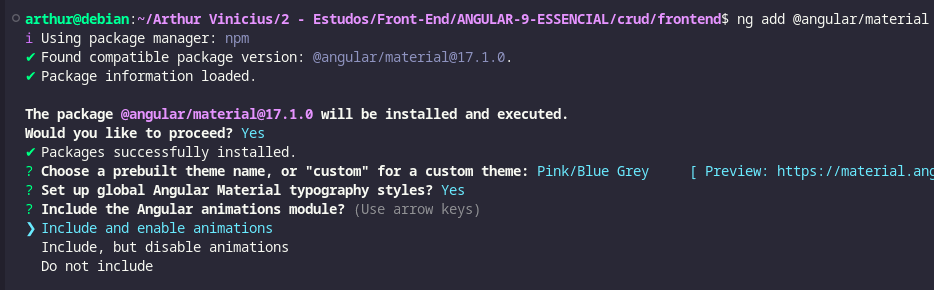 arthur@debian:~/Arthur Vinicius/2 - Estudos/Front-End/ANGULAR-9-ESSENCIAL/crud/frontend$ ng add @angular/material
i Using package manager: npm
✔ Found compatible package version: @angular/material@17.1.0.
✔ Package information loaded.

The package @angular/material@17.1.0 will be installed and executed.
Would you like to proceed? Yes
✔ Packages successfully installed.
? Choose a prebuilt theme name, or "custom" for a custom theme: Pink/Blue Grey [ Preview: https://material.ang
? Set up global Angular Material typography styles? Yes
? Include the Angular animations module? (Use arrow keys)
❯ Include and enable animations
Include, but disable animations
Do not include